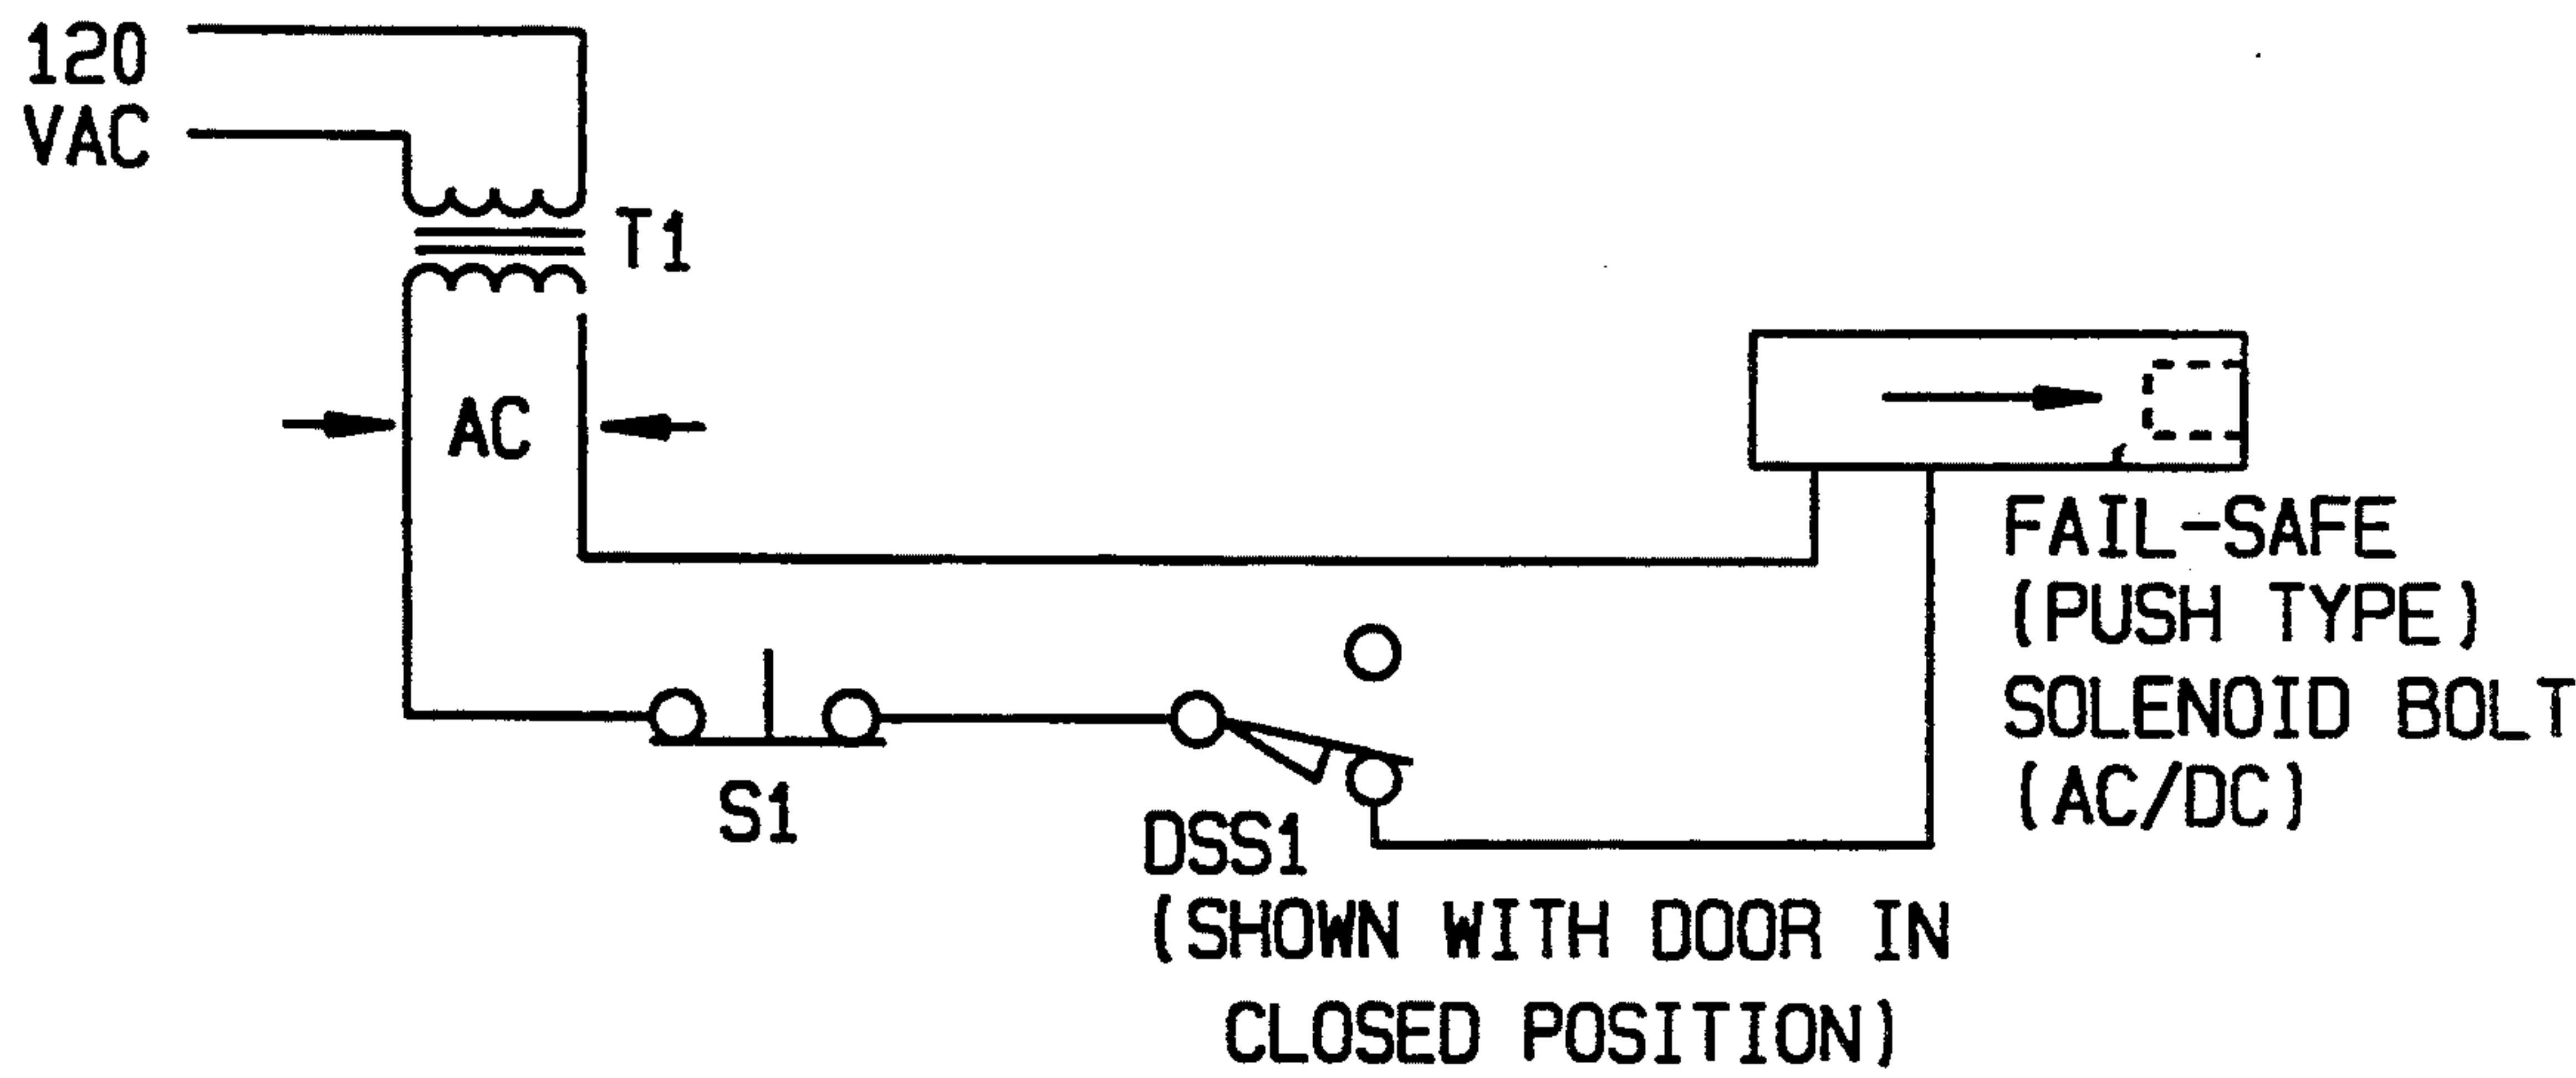 120
VAC
T1
AC
FAIL-SAFE
(PUSH TYPE)
SOLENOID BOLT
(AC/DC)
S1
DSS1
(SHOWN WITH DOOR IN
CLOSED POSITION)